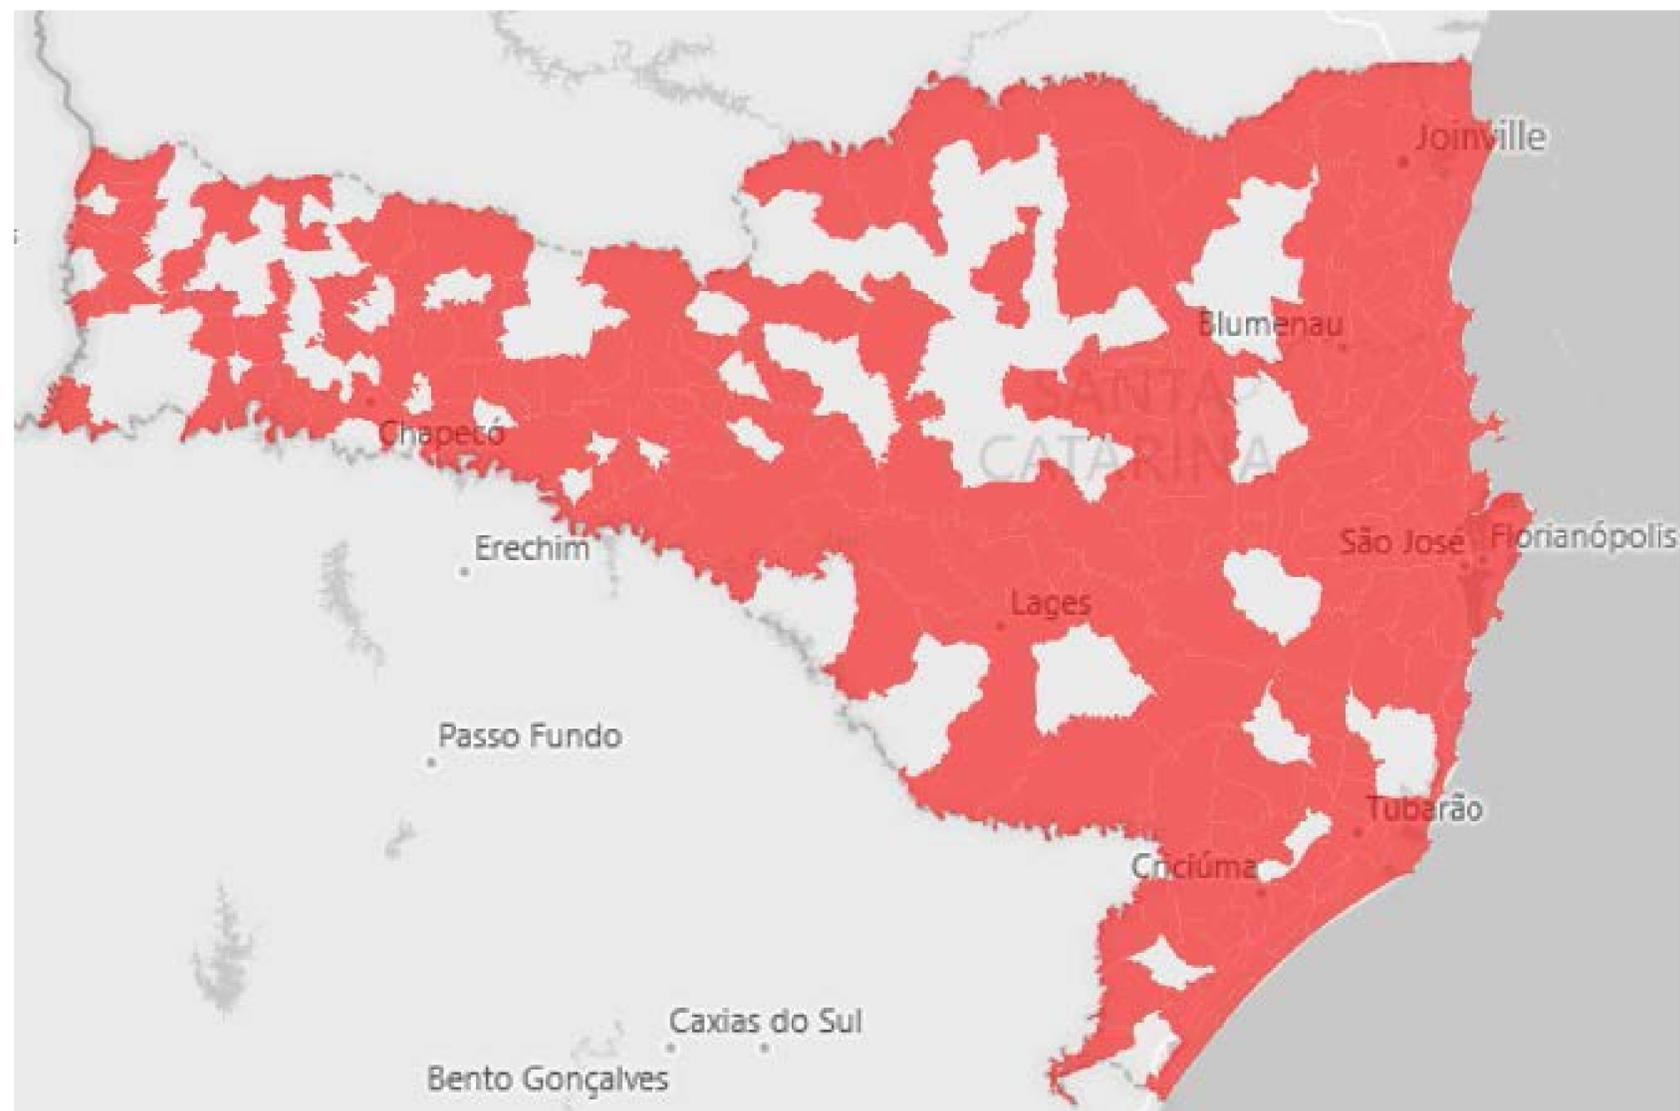 Joinville
Blumenau
SANTA
CATARINA
Chapecó
São José
Florianópolis
Erechim
Lages
Passo Fundo
Tubarão
Criciúma
Caxias do Sul
Bento Gonçalves